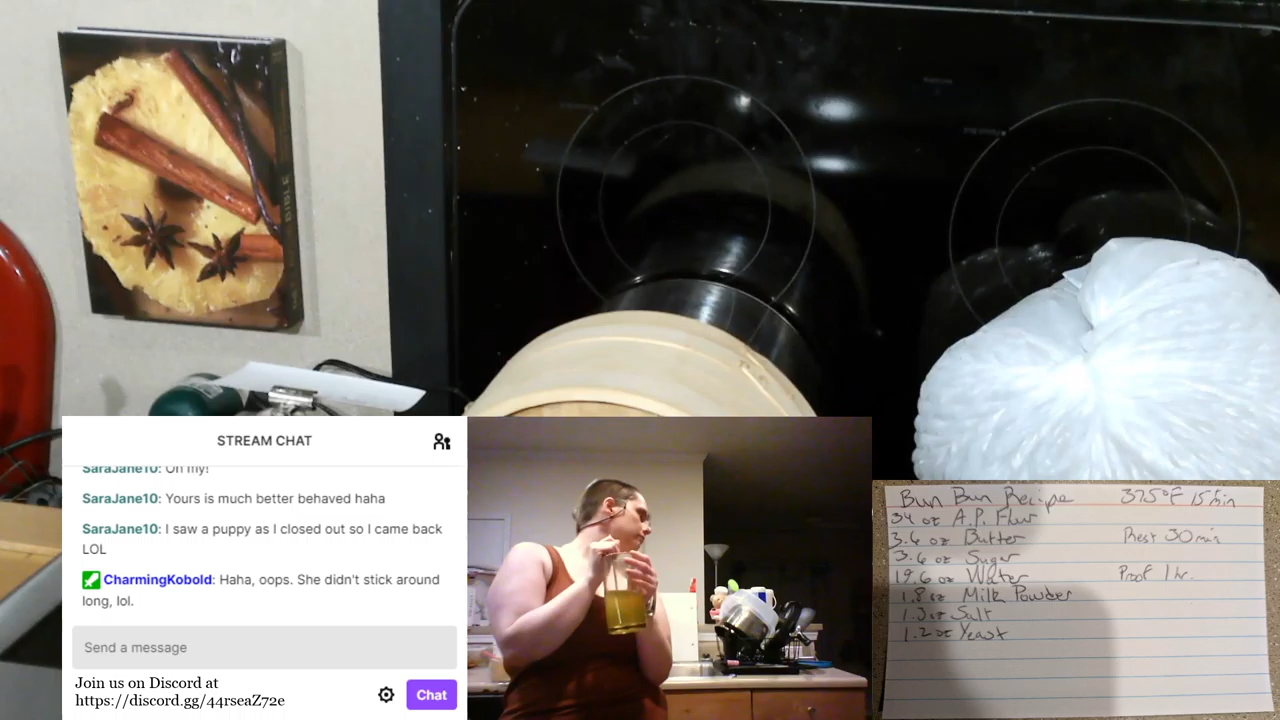 BIBLE
STREAM CHAT
SaraJane10: Oh my!
SaraJane10: Yours is much better behaved haha
SaraJane10: I saw a puppy as I closed out so I came back
LOL
CharmingKobold: Haha, oops. She didn't stick around
long, lol.
Send a message
Join us on Discord at
https://discord.gg/44rseaZ72e
Chat
Bun Bun Recipe 375°F 15 min
34 oz A.P. Flour
3.6 oz Butter Rest 30 min
3.6 oz Sugar
19.6 oz Water Proof 1 hr.
1.8 oz Milk Powder
1.3 oz Salt
1.2 oz Yeast